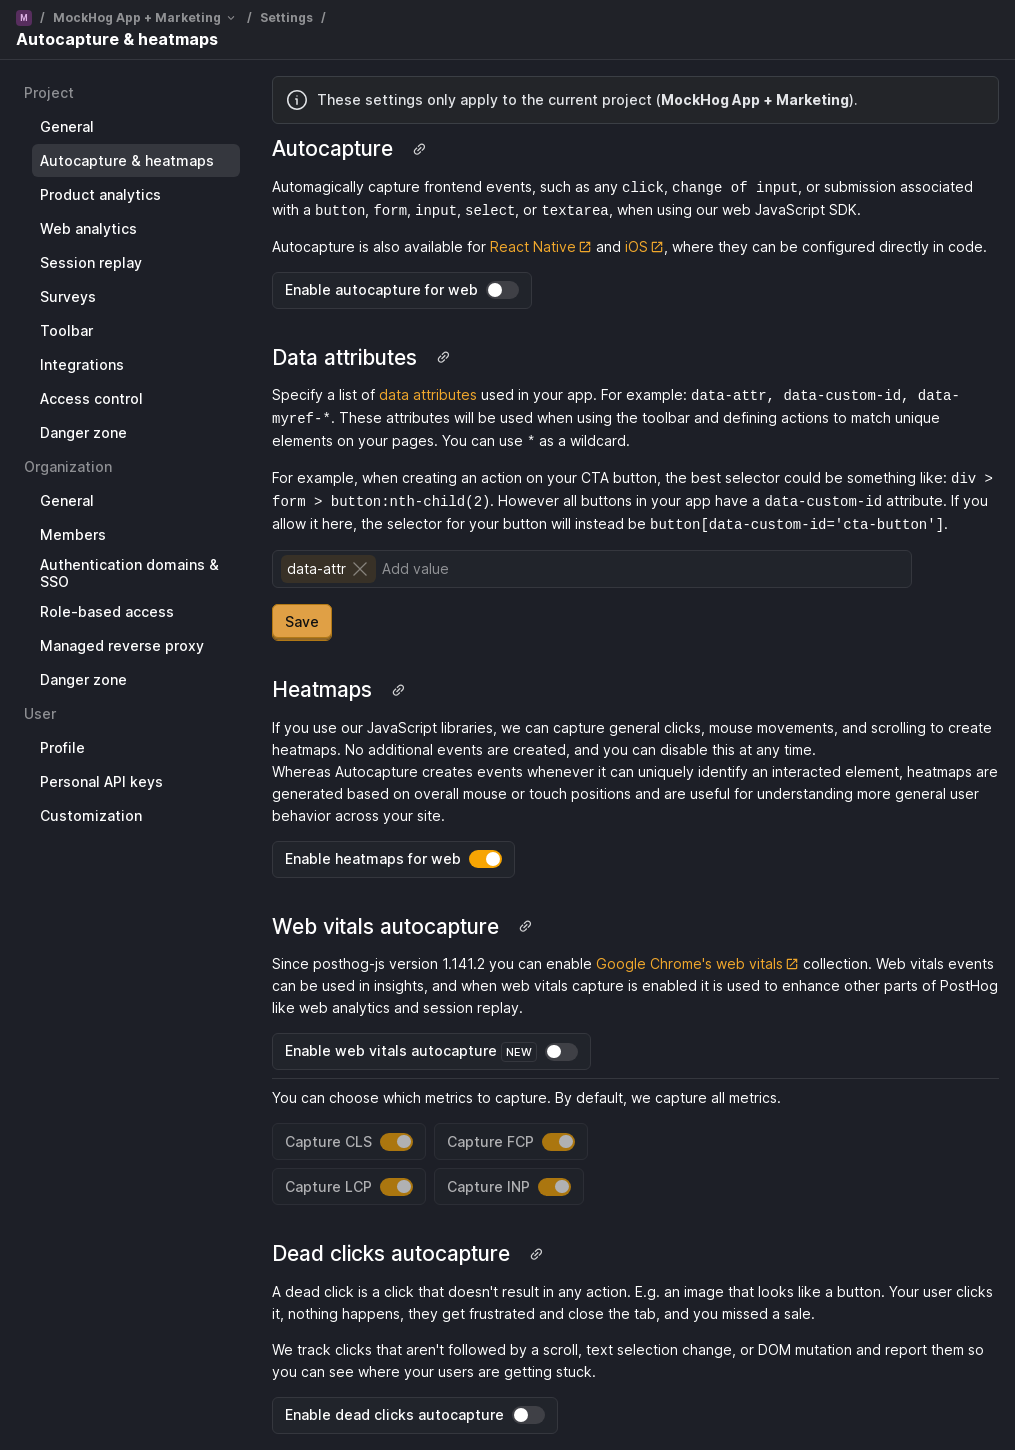 M / MockHog App + Marketing / Settings /
Autocapture & heatmaps
Project
General
Autocapture & heatmaps
Product analytics
Web analytics
Session replay
Surveys
Toolbar
Integrations
Access control
Danger zone
Organization
General
Members
Authentication domains &
SSO
Role-based access
Managed reverse proxy
Danger zone
User
Profile
Personal API keys
Customization
These settings only apply to the current project (MockHog App + Marketing).
Autocapture
Automagically capture frontend events, such as any click, change of input, or submission associated
with a button, form, input, select, or textarea, when using our web JavaScript SDK.
Autocapture is also available for React Native and iOS, where they can be configured directly in code.
Enable autocapture for web
Data attributes
Specify a list of data attributes used in your app. For example: data-attr, data-custom-id, data-
myref-*. These attributes will be used when using the toolbar and defining actions to match unique
elements on your pages. You can use * as a wildcard.
For example, when creating an action on your CTA button, the best selector could be something like: div >
form > button:nth-child(2). However all buttons in your app have a data-custom-id attribute. If you
allow it here, the selector for your button will instead be button[data-custom-id='cta-button'].
data-attr Add value
Save
Heatmaps
If you use our JavaScript libraries, we can capture general clicks, mouse movements, and scrolling to create
heatmaps. No additional events are created, and you can disable this at any time.
Whereas Autocapture creates events whenever it can uniquely identify an interacted element, heatmaps are
generated based on overall mouse or touch positions and are useful for understanding more general user
behavior across your site.
Enable heatmaps for web
Web vitals autocapture
Since posthog-js version 1.141.2 you can enable Google Chrome's web vitals collection. Web vitals events
can be used in insights, and when web vitals capture is enabled it is used to enhance other parts of PostHog
like web analytics and session replay.
Enable web vitals autocapture NEW
You can choose which metrics to capture. By default, we capture all metrics.
Capture CLS Capture FCP
Capture LCP Capture INP
Dead clicks autocapture
A dead click is a click that doesn't result in any action. E.g. an image that looks like a button. Your user clicks
it, nothing happens, they get frustrated and close the tab, and you missed a sale.
We track clicks that aren't followed by a scroll, text selection change, or DOM mutation and report them so
you can see where your users are getting stuck.
Enable dead clicks autocapture